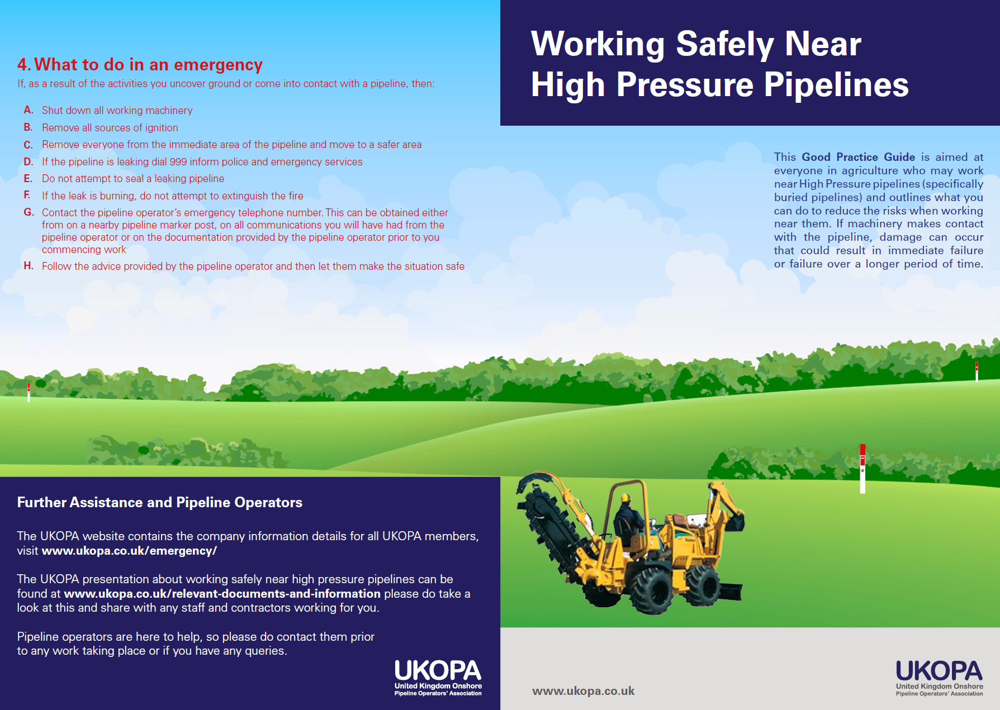 4. What to do in an emergency
If, as a result of the activities you uncover ground or come into contact with a pipeline, then:
A. Shut down all working machinery
B. Remove all sources of ignition
C. Remove everyone from the immediate area of the pipeline and move to a safer area
D. If the pipeline is leaking dial 999 inform police and emergency services
E. Do not attempt to seal a leaking pipeline
F. If the leak is burning, do not attempt to extinguish the fire
G. Contact the pipeline operator's emergency telephone number. This can be obtained either
from on a nearby pipeline marker post, on all communications you will have had from the
pipeline operator or on the documentation provided by the pipeline operator prior to you
commencing work
H. Follow the advice provided by the pipeline operator and then let them make the situation safe
Further Assistance and Pipeline Operators
The UKOPA website contains the company information details for all UKOPA members,
visit www.ukopa.co.uk/emergency/
The UKOPA presentation about working safely near high pressure pipelines can be
found at www.ukopa.co.uk/relevant-documents-and-information please do take a
look at this and share with any staff and contractors working for you.
Pipeline operators are here to help, so please do contact them prior
to any work taking place or if you have any queries.
UKOPA
United Kingdom Onshore
Pipeline Operators' Association
Working Safely Near
High Pressure Pipelines
This Good Practice Guide is aimed at
everyone in agriculture who may work
near High Pressure pipelines (specifically
buried pipelines) and outlines what you
can do to reduce the risks when working
near them. If machinery makes contact
with the pipeline, damage can occur
that could result in immediate failure
or failure over a longer period of time.
www.ukopa.co.uk
UKOPA
United Kingdom Onshore
Pipeline Operators' Association